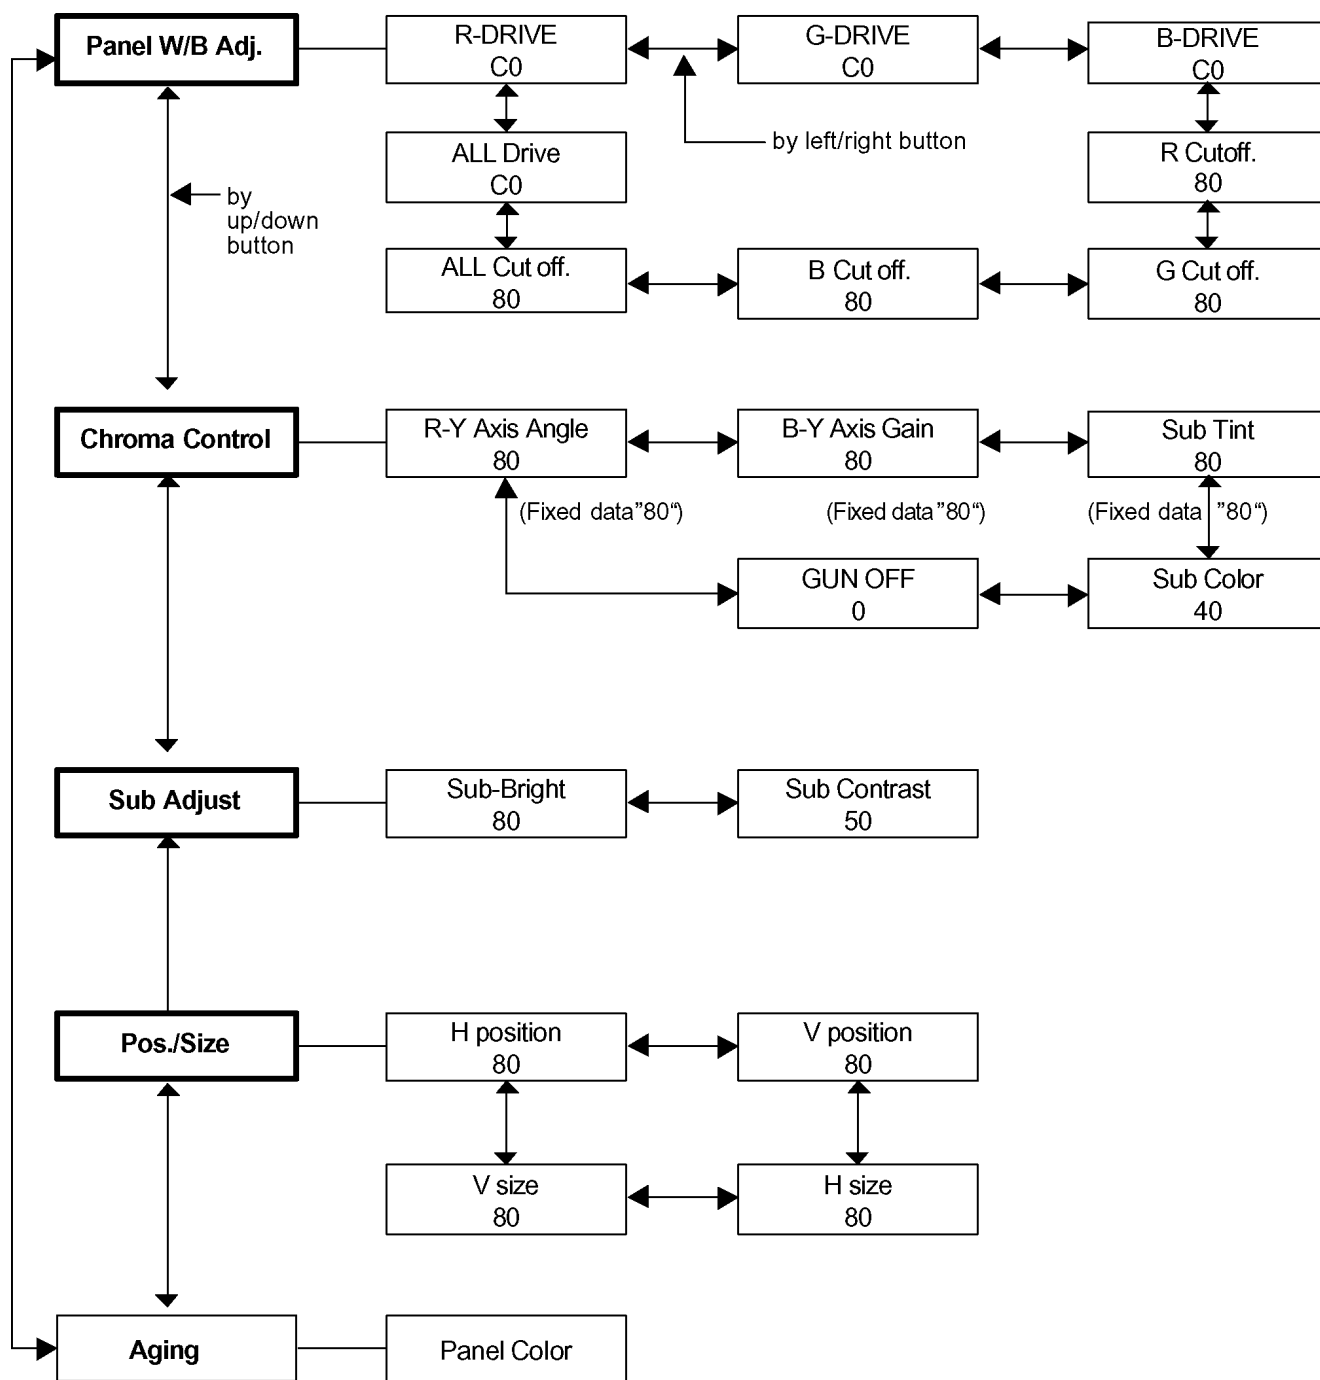 Panel W/B Adj.
R-DRIVE
C0
G-DRIVE
C0
B-DRIVE
C0
by left/right button
ALL Drive
C0
R Cutoff.
80
by
up/down
button
ALL Cut off.
80
B Cut off.
80
G Cut off.
80
Chroma Control
R-Y Axis Angle
80
B-Y Axis Gain
80
Sub Tint
80
(Fixed data”80“)
(Fixed data”80“)
(Fixed data ”80“)
GUN OFF
0
Sub Color
40
Sub Adjust
Sub-Bright
80
Sub Contrast
50
Pos./Size
H position
80
V position
80
V size
80
H size
80
Aging
Panel Color